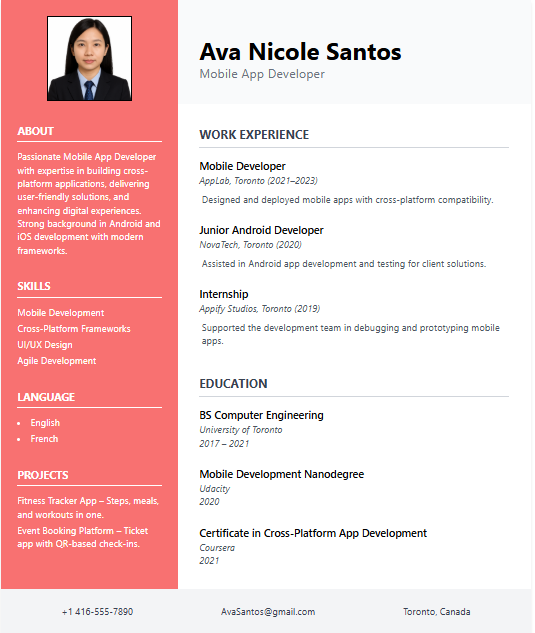 Ava Nicole Santos
Mobile App Developer
ABOUT
Passionate Mobile App Developer
with expertise in building cross-
platform applications, delivering
user-friendly solutions, and
enhancing digital experiences.
Strong background in Android and
iOS development with modern
frameworks.
SKILLS
Mobile Development
Cross-Platform Frameworks
UI/UX Design
Agile Development
LANGUAGE
• English
• French
PROJECTS
Fitness Tracker App – Steps, meals,
and workouts in one.
Event Booking Platform – Ticket
app with QR-based check-ins.
WORK EXPERIENCE
Mobile Developer
AppLab, Toronto (2021–2023)
Designed and deployed mobile apps with cross-platform compatibility.
Junior Android Developer
NovaTech, Toronto (2020)
Assisted in Android app development and testing for client solutions.
Internship
Appify Studios, Toronto (2019)
Supported the development team in debugging and prototyping mobile
apps.
EDUCATION
BS Computer Engineering
University of Toronto
2017 – 2021
Mobile Development Nanodegree
Udacity
2020
Certificate in Cross-Platform App Development
Coursera
2021
+1 416-555-7890
AvaSantos@gmail.com
Toronto, Canada